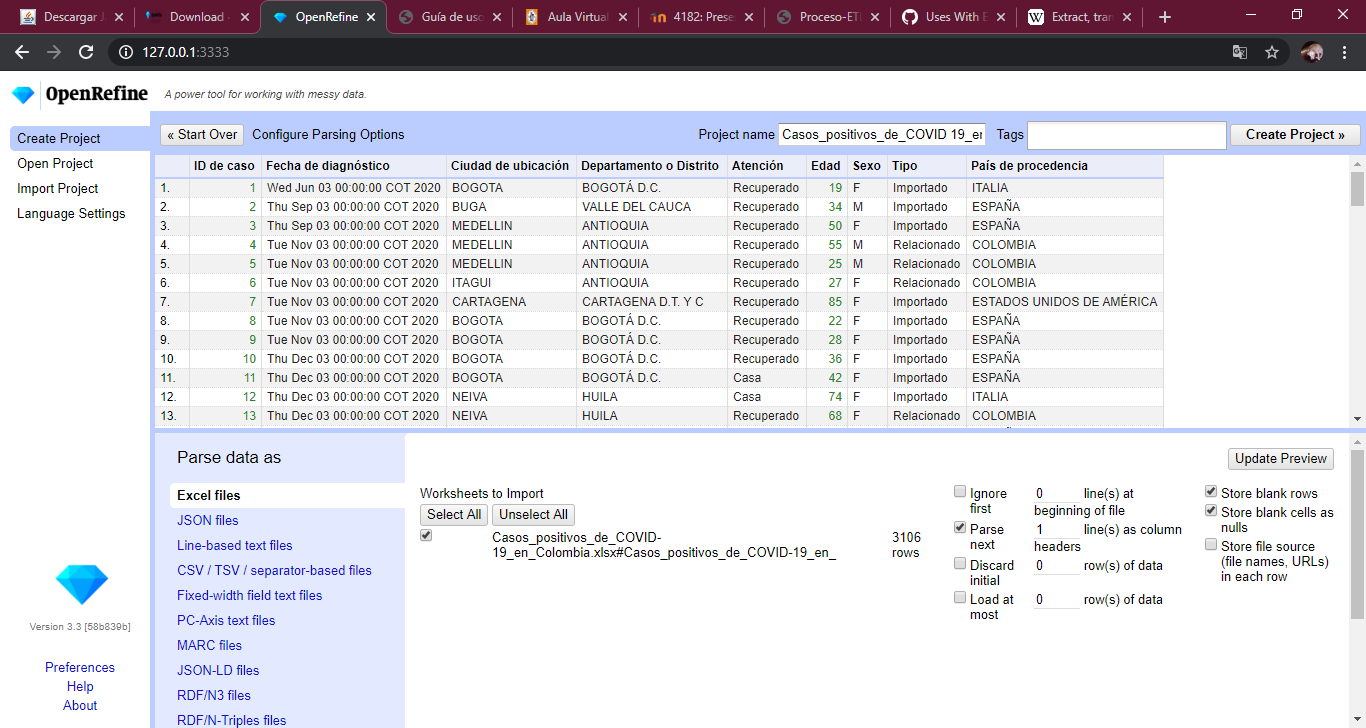 Descargar J
Download -
OpenRefine
Guía de uso
Aula Virtual
4182: Prese
Proceso-ETL
Uses With E
Extract, tran
127.0.0.1:3333
OpenRefine A power tool for working with messy data.
Create Project
Open Project
Import Project
Language Settings
« Start Over Configure Parsing Options Project name Casos_positivos_de_COVID 19_en Tags Create Project »
ID de caso Fecha de diagnóstico Ciudad de ubicación Departamento o Distrito Atención Edad Sexo Tipo País de procedencia
1. 1 Wed Jun 03 00:00:00 COT 2020 BOGOTA BOGOTÁ D.C. Recuperado 19 F Importado ITALIA
2. 2 Thu Sep 03 00:00:00 COT 2020 BUGA VALLE DEL CAUCA Recuperado 34 M Importado ESPAÑA
3. 3 Thu Sep 03 00:00:00 COT 2020 MEDELLIN ANTIOQUIA Recuperado 50 F Importado ESPAÑA
4. 4 Tue Nov 03 00:00:00 COT 2020 MEDELLIN ANTIOQUIA Recuperado 55 M Relacionado COLOMBIA
5. 5 Tue Nov 03 00:00:00 COT 2020 MEDELLIN ANTIOQUIA Recuperado 25 M Relacionado COLOMBIA
6. 6 Tue Nov 03 00:00:00 COT 2020 ITAGUI ANTIOQUIA Recuperado 27 F Relacionado COLOMBIA
7. 7 Tue Nov 03 00:00:00 COT 2020 CARTAGENA CARTAGENA D.T. Y C Recuperado 85 F Importado ESTADOS UNIDOS DE AMÉRICA
8. 8 Tue Nov 03 00:00:00 COT 2020 BOGOTA BOGOTÁ D.C. Recuperado 22 F Importado ESPAÑA
9. 9 Tue Nov 03 00:00:00 COT 2020 BOGOTA BOGOTÁ D.C. Recuperado 28 F Importado ESPAÑA
10. 10 Thu Dec 03 00:00:00 COT 2020 BOGOTA BOGOTÁ D.C. Recuperado 36 F Importado ESPAÑA
11. 11 Thu Dec 03 00:00:00 COT 2020 BOGOTA BOGOTÁ D.C. Casa 42 F Importado ESPAÑA
12. 12 Thu Dec 03 00:00:00 COT 2020 NEIVA HUILA Casa 74 F Importado ITALIA
13. 13 Thu Dec 03 00:00:00 COT 2020 NEIVA HUILA Recuperado 68 F Relacionado COLOMBIA
Parse data as
Excel files
JSON files
Line-based text files
CSV / TSV / separator-based files
Fixed-width field text files
PC-Axis text files
MARC files
JSON-LD files
RDF/N3 files
RDF/N-Triples files
Update Preview
Worksheets to Import
Select All Unselect All
Casos_positivos_de_COVID-
19_en_Colombia.xlsx#Casos_positivos_de_COVID-19_en_
3106
rows
Ignore first 0 line(s) at beginning of file
Parse next 1 line(s) as column headers
Discard initial 0 row(s) of data
Load at most 0 row(s) of data
Store blank rows
Store blank cells as
nulls
Store file source
(file names, URLs)
in each row
Version 3.3 [58b839b]
Preferences
Help
About